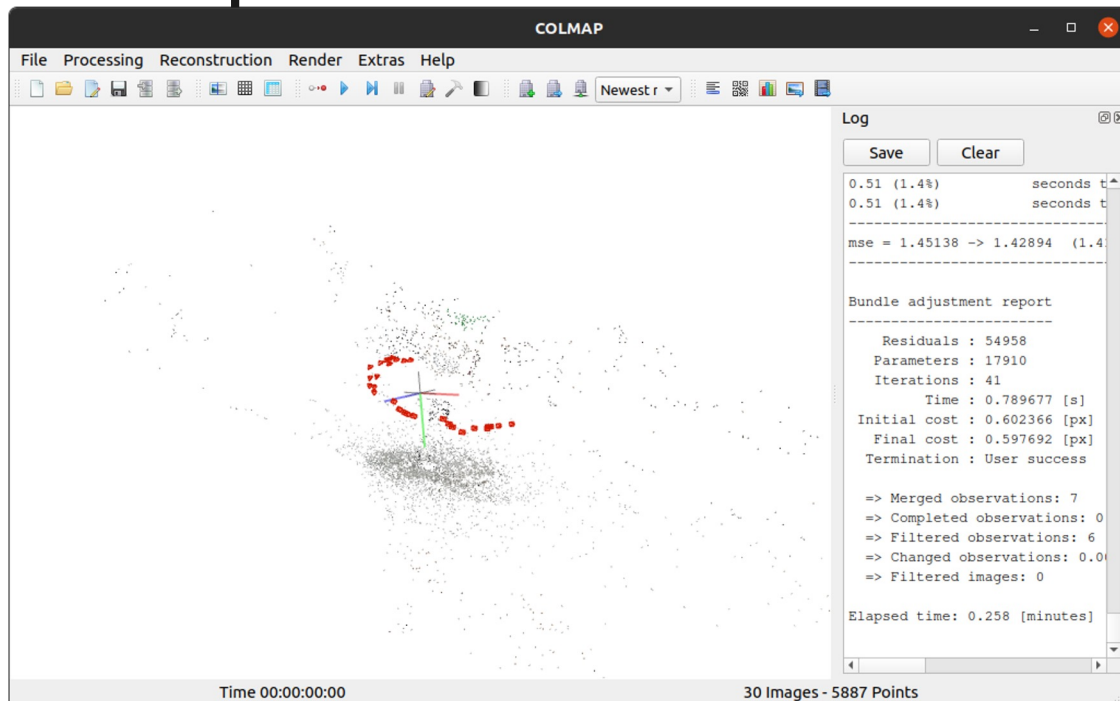 COLMAP
File Processing Reconstruction Render Extras Help
Newest r
Log
Save Clear
0.51 (1.4%) seconds t
0.51 (1.4%) seconds t
----------------------------------
mse = 1.45138 -> 1.42894 (1.4
----------------------------------
Bundle adjustment report
------------------------
Residuals : 54958
Parameters : 17910
Iterations : 41
Time : 0.789677 [s]
Initial cost : 0.602366 [px]
Final cost : 0.597692 [px]
Termination : User success
=> Merged observations: 7
=> Completed observations: 0
=> Filtered observations: 6
=> Changed observations: 0.00
=> Filtered images: 0
Elapsed time: 0.258 [minutes]
Time 00:00:00:00
30 Images - 5887 Points